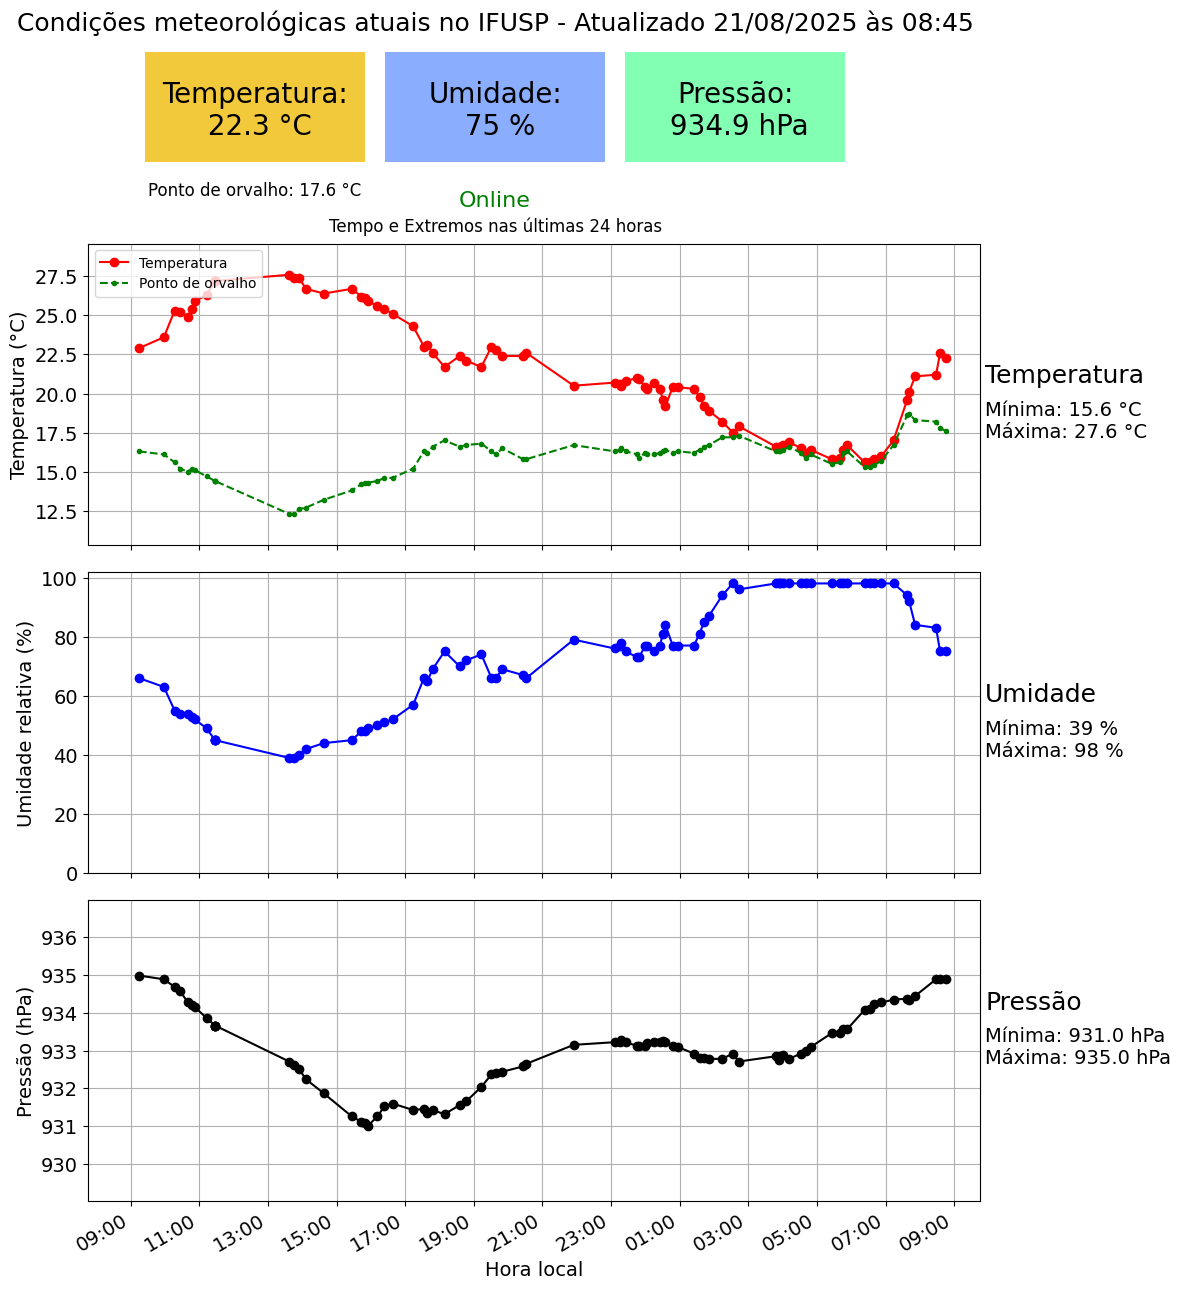 Condições meteorológicas atuais no IFUSP - Atualizado 21/08/2025 às 08:45
Temperatura:
22.3 °C
Umidade:
75 %
Pressão:
934.9 hPa
Ponto de orvalho: 17.6 °C
Online
Tempo e Extremos nas últimas 24 horas
Temperatura
Ponto de orvalho
Temperatura (°C)
27.5
25.0
22.5
20.0
17.5
15.0
12.5
Temperatura
Mínima: 15.6 °C
Máxima: 27.6 °C
Umidade relativa (%)
100
80
60
40
20
0
Umidade
Mínima: 39 %
Máxima: 98 %
Pressão (hPa)
936
935
934
933
932
931
930
Pressão
Mínima: 931.0 hPa
Máxima: 935.0 hPa
09:00 11:00 13:00 15:00 17:00 19:00 21:00 23:00 01:00 03:00 05:00 07:00 09:00
Hora local